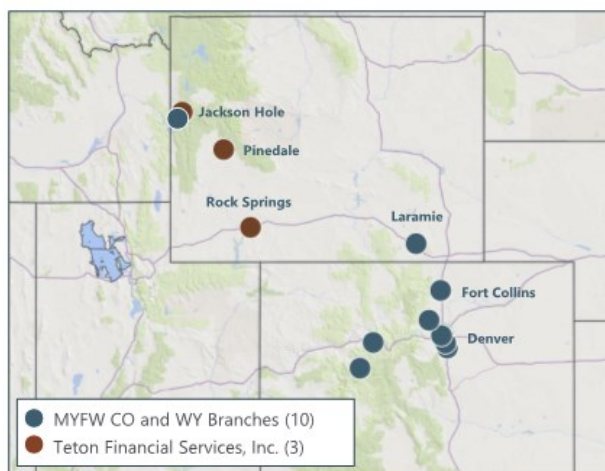 Jackson Hole
Pinedale
Rock Springs
Laramie
Fort Collins
Denver
MYFW CO and WY Branches (10)
Teton Financial Services, Inc. (3)